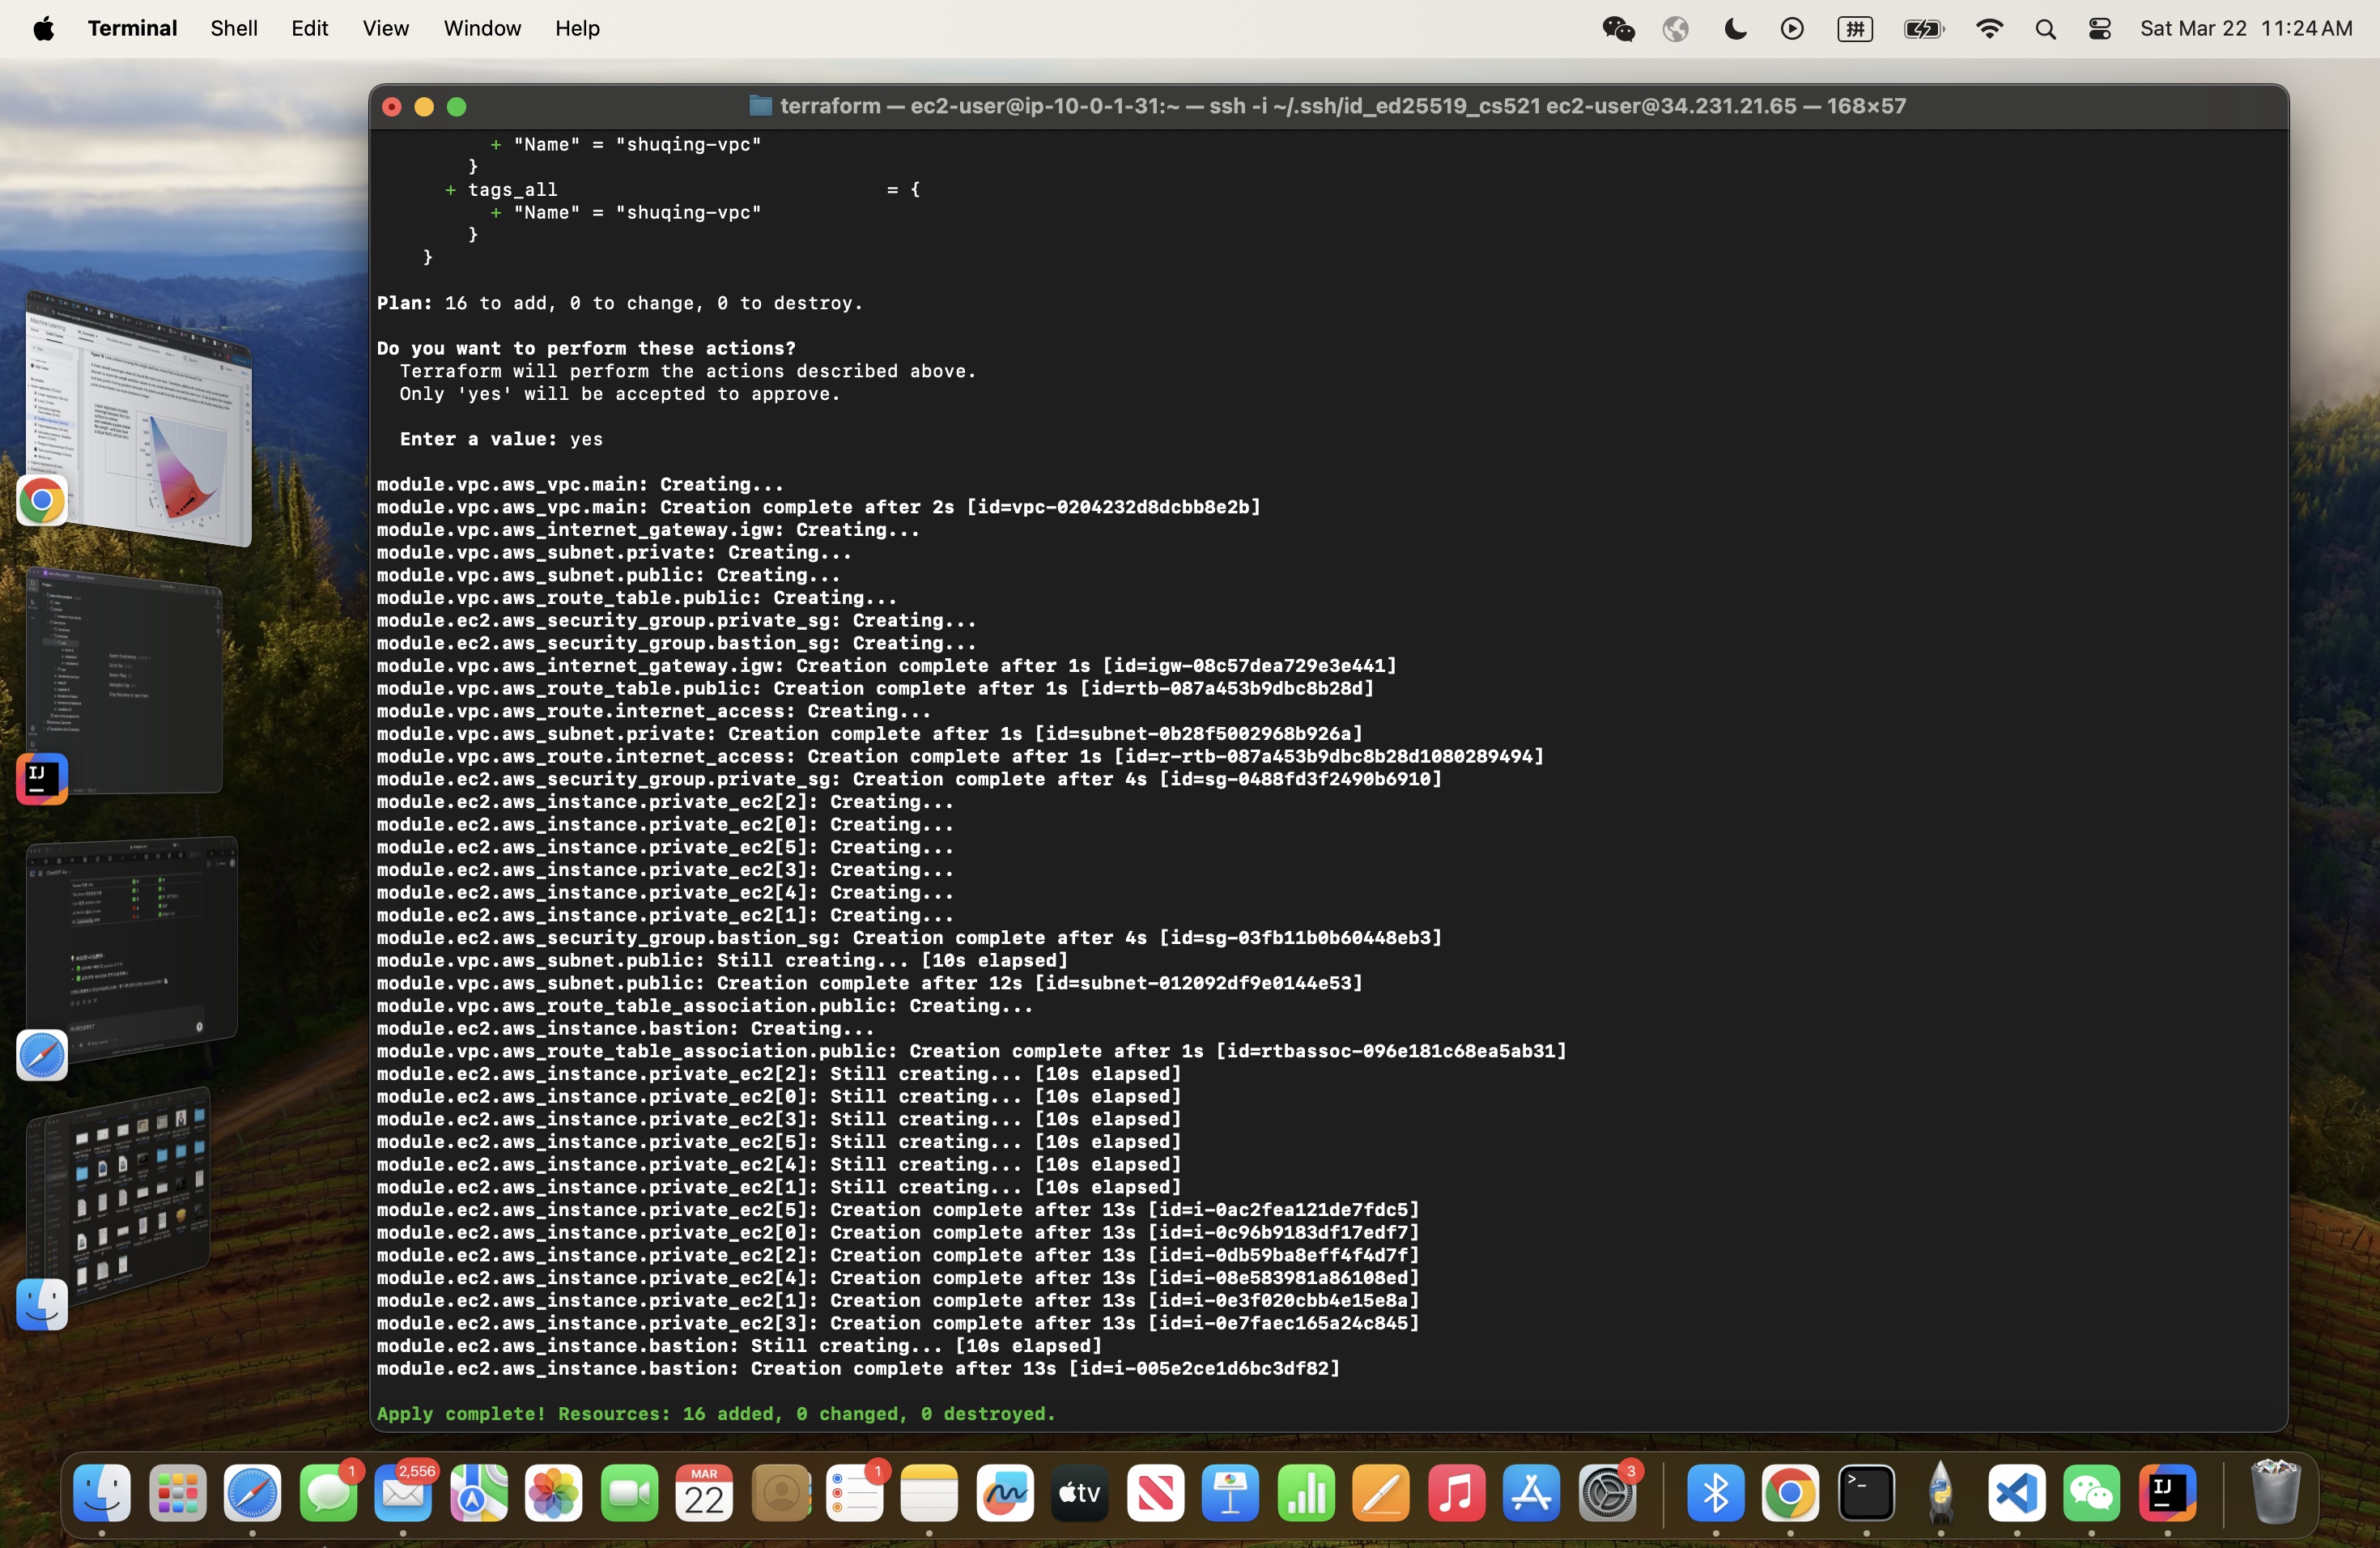 Terminal Shell Edit View Window Help
拼
Sat Mar 22 11:24 AM
terraform — ec2-user@ip-10-0-1-31:~ — ssh -i ~/.ssh/id_ed25519_cs521 ec2-user@34.231.21.65 — 168×57
+ "Name" = "shuqing-vpc"
}
+ tags_all = {
+ "Name" = "shuqing-vpc"
}
}
Plan: 16 to add, 0 to change, 0 to destroy.
Do you want to perform these actions?
Terraform will perform the actions described above.
Only 'yes' will be accepted to approve.
Enter a value: yes
module.vpc.aws_vpc.main: Creating...
module.vpc.aws_vpc.main: Creation complete after 2s [id=vpc-0204232d8dcbb8e2b]
module.vpc.aws_internet_gateway.igw: Creating...
module.vpc.aws_subnet.private: Creating...
module.vpc.aws_subnet.public: Creating...
module.vpc.aws_route_table.public: Creating...
module.ec2.aws_security_group.private_sg: Creating...
module.ec2.aws_security_group.bastion_sg: Creating...
module.vpc.aws_internet_gateway.igw: Creation complete after 1s [id=igw-08c57dea729e3e441]
module.vpc.aws_route_table.public: Creation complete after 1s [id=rtb-087a453b9dbc8b28d]
module.vpc.aws_route.internet_access: Creating...
module.vpc.aws_subnet.private: Creation complete after 1s [id=subnet-0b28f5002968b926a]
module.vpc.aws_route.internet_access: Creation complete after 1s [id=r-rtb-087a453b9dbc8b28d1080289494]
module.ec2.aws_security_group.private_sg: Creation complete after 4s [id=sg-0488fd3f2490b6910]
module.ec2.aws_instance.private_ec2[2]: Creating...
module.ec2.aws_instance.private_ec2[0]: Creating...
module.ec2.aws_instance.private_ec2[5]: Creating...
module.ec2.aws_instance.private_ec2[3]: Creating...
module.ec2.aws_instance.private_ec2[4]: Creating...
module.ec2.aws_instance.private_ec2[1]: Creating...
module.ec2.aws_security_group.bastion_sg: Creation complete after 4s [id=sg-03fb11b0b60448eb3]
module.vpc.aws_subnet.public: Still creating... [10s elapsed]
module.vpc.aws_subnet.public: Creation complete after 12s [id=subnet-012092df9e0144e53]
module.vpc.aws_route_table_association.public: Creating...
module.ec2.aws_instance.bastion: Creating...
module.vpc.aws_route_table_association.public: Creation complete after 1s [id=rtbassoc-096e181c68ea5ab31]
module.ec2.aws_instance.private_ec2[2]: Still creating... [10s elapsed]
module.ec2.aws_instance.private_ec2[0]: Still creating... [10s elapsed]
module.ec2.aws_instance.private_ec2[3]: Still creating... [10s elapsed]
module.ec2.aws_instance.private_ec2[5]: Still creating... [10s elapsed]
module.ec2.aws_instance.private_ec2[4]: Still creating... [10s elapsed]
module.ec2.aws_instance.private_ec2[1]: Still creating... [10s elapsed]
module.ec2.aws_instance.private_ec2[5]: Creation complete after 13s [id=i-0ac2fea121de7fdc5]
module.ec2.aws_instance.private_ec2[0]: Creation complete after 13s [id=i-0c96b9183df17edf7]
module.ec2.aws_instance.private_ec2[2]: Creation complete after 13s [id=i-0db59ba8eff4f4d7f]
module.ec2.aws_instance.private_ec2[4]: Creation complete after 13s [id=i-08e583981a86108ed]
module.ec2.aws_instance.private_ec2[1]: Creation complete after 13s [id=i-0e3f020cbb4e15e8a]
module.ec2.aws_instance.private_ec2[3]: Creation complete after 13s [id=i-0e7faec165a24c845]
module.ec2.aws_instance.bastion: Still creating... [10s elapsed]
module.ec2.aws_instance.bastion: Creation complete after 13s [id=i-005e2ce1d6bc3df82]
Apply complete! Resources: 16 added, 0 changed, 0 destroyed.
IJ
1
2,556
MAR
22
1
tv
3
>_
IJ